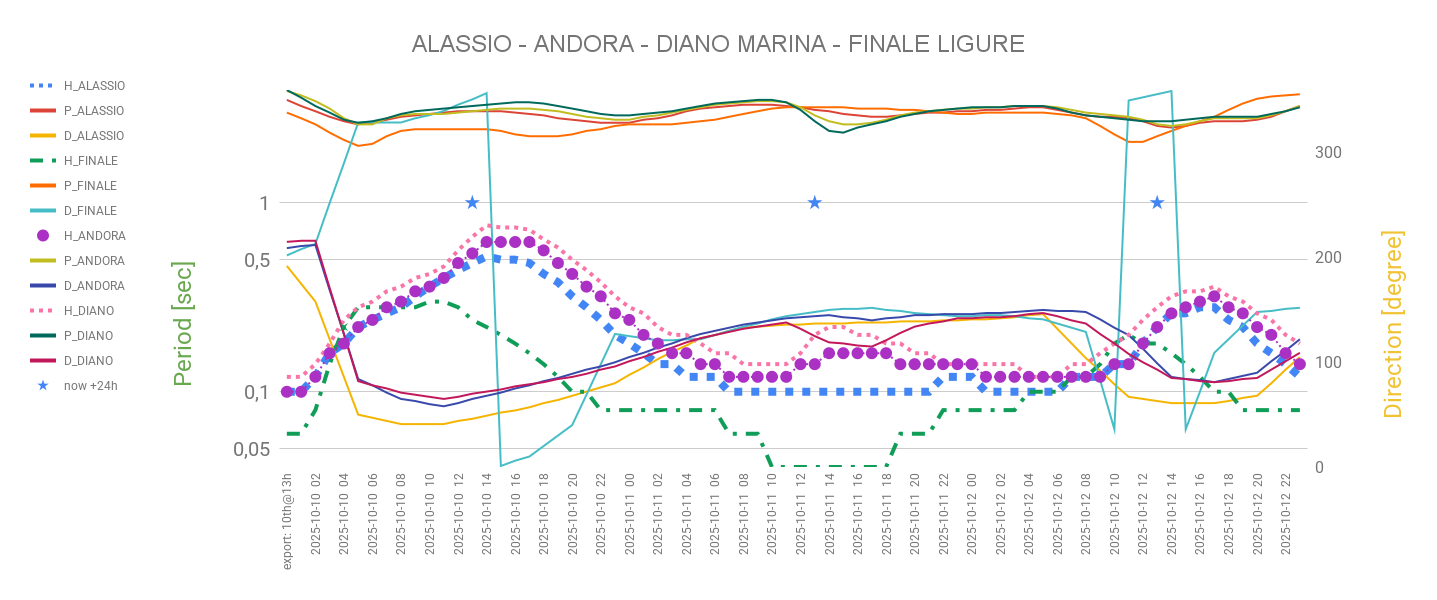 ALASSIO - ANDORA - DIANO MARINA - FINALE LIGURE
H_ALASSIO
P_ALASSIO
D_ALASSIO
H_FINALE
P_FINALE
D_FINALE
H_ANDORA
P_ANDORA
D_ANDORA
H_DIANO
P_DIANO
D_DIANO
now +24h
Period [sec]
1
0,5
0,1
0,05
300
200
100
0
Direction [degree]
export: 10th@13h
2025-10-10 02
2025-10-10 04
2025-10-10 06
2025-10-10 08
2025-10-10 10
2025-10-10 12
2025-10-10 14
2025-10-10 16
2025-10-10 18
2025-10-10 20
2025-10-10 22
2025-10-11 00
2025-10-11 02
2025-10-11 04
2025-10-11 06
2025-10-11 08
2025-10-11 10
2025-10-11 12
2025-10-11 14
2025-10-11 16
2025-10-11 18
2025-10-11 20
2025-10-11 22
2025-10-12 00
2025-10-12 02
2025-10-12 04
2025-10-12 06
2025-10-12 08
2025-10-12 10
2025-10-12 12
2025-10-12 14
2025-10-12 16
2025-10-12 18
2025-10-12 20
2025-10-12 22